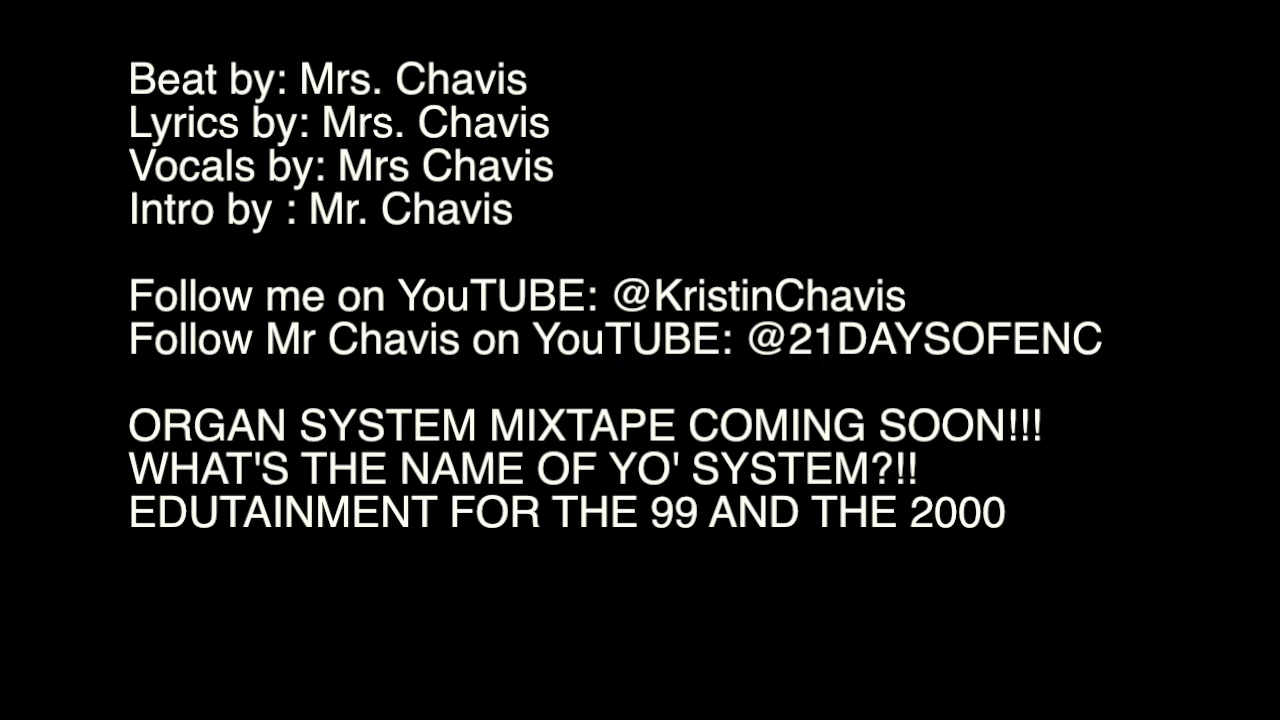 Beat by: Mrs. Chavis
Lyrics by: Mrs. Chavis
Vocals by: Mrs Chavis
Intro by : Mr. Chavis
Follow me on YouTUBE: @KristinChavis
Follow Mr Chavis on YouTUBE: @21DAYSOFENC
ORGAN SYSTEM MIXTAPE COMING SOON!!!
WHAT'S THE NAME OF YO' SYSTEM?!!
EDUTAINMENT FOR THE 99 AND THE 2000